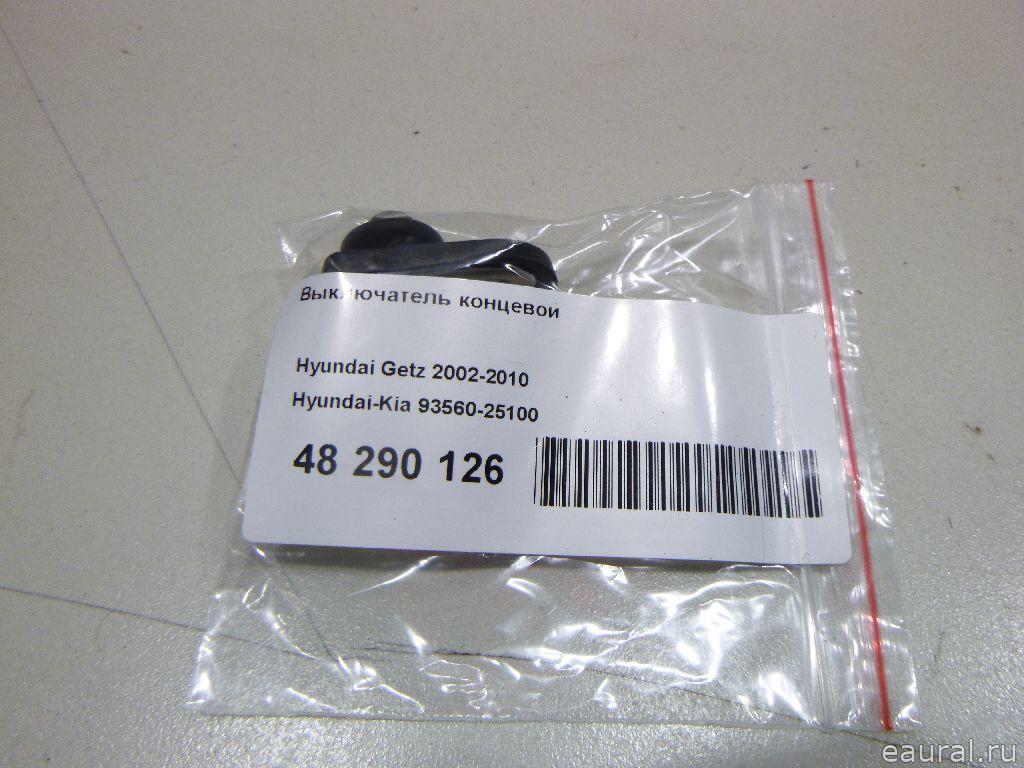 Выключатель концевой
Hyundai Getz 2002-2010
Hyundai-Kia 93560-25100
48 290 126
eaural.ru